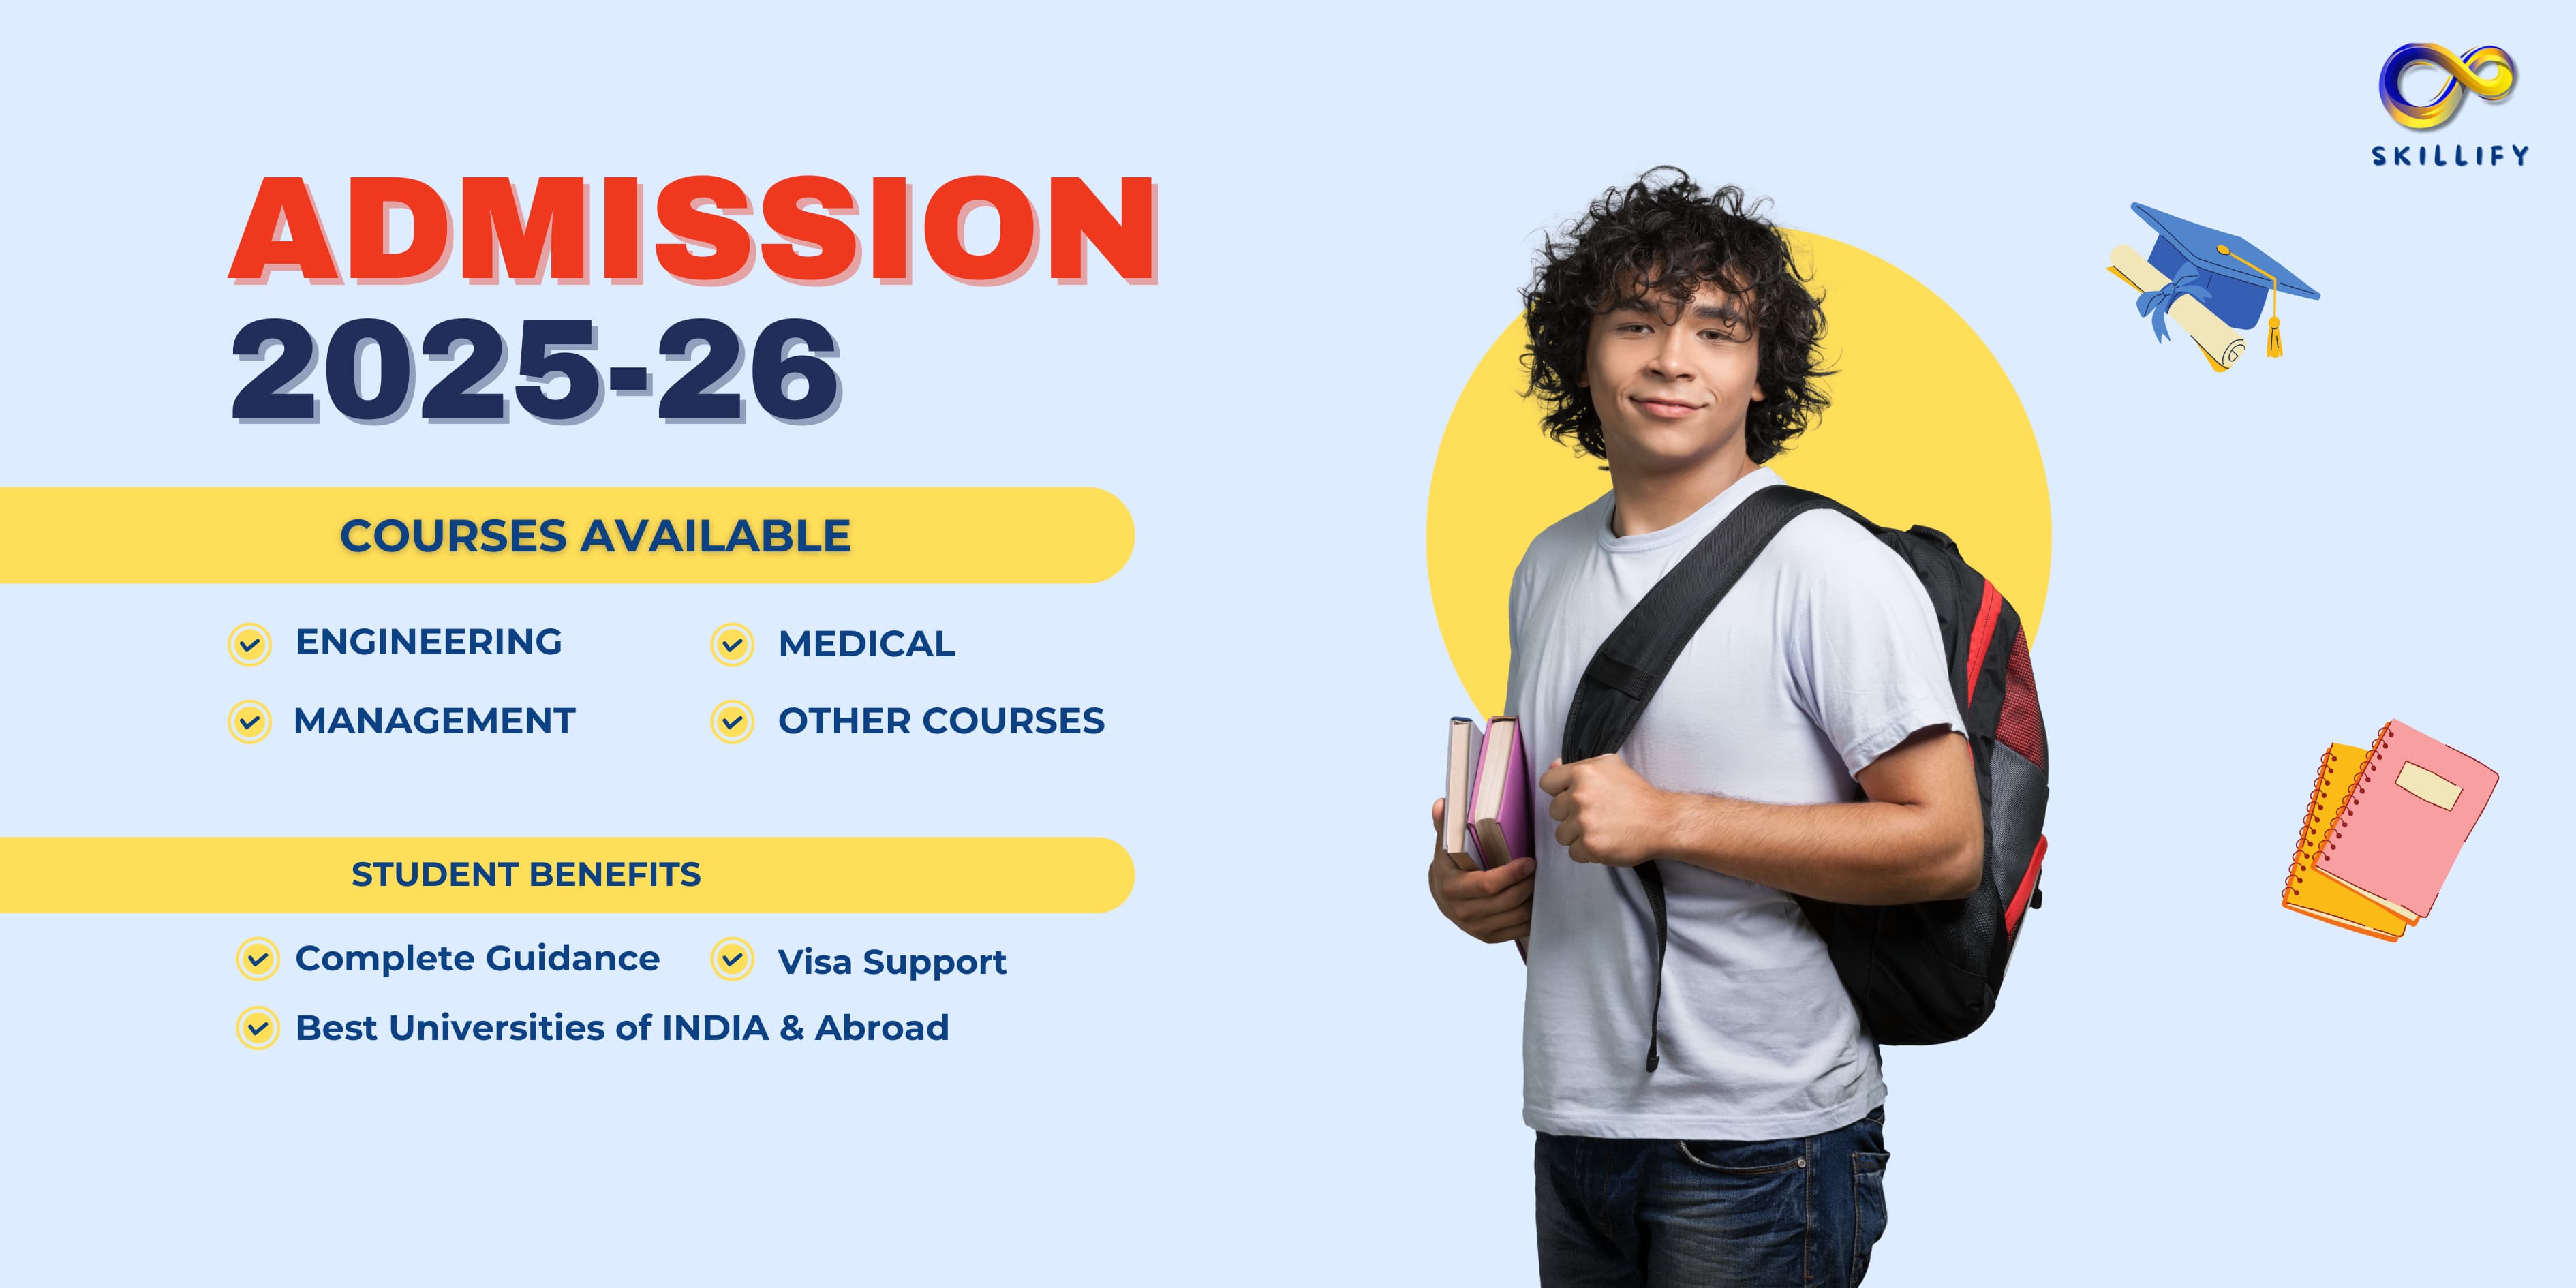 SKILLIFY
ADMISSION
2025-26
COURSES AVAILABLE
ENGINEERING
MEDICAL
MANAGEMENT
OTHER COURSES
STUDENT BENEFITS
Complete Guidance
Visa Support
Best Universities of INDIA & Abroad